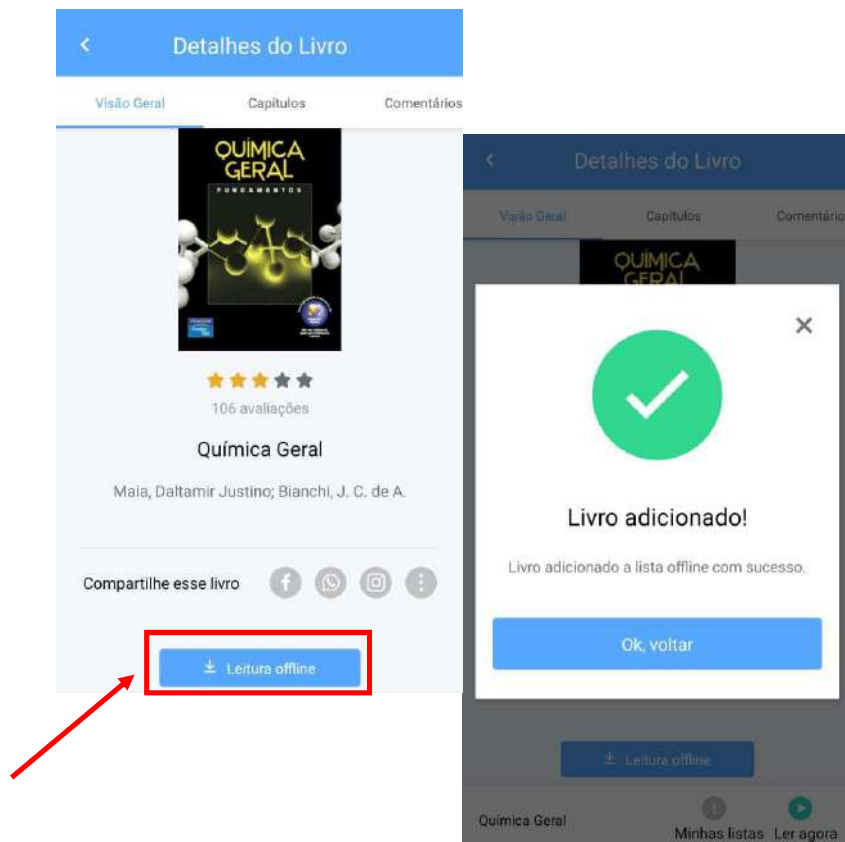 Detalhes do Livro
Visão Geral Capítulos Comentários
QUÍMICA
GERAL
FUNDAMENTOS
106 avaliações
Química Geral
Maia, Daltamir Justino; Bianchi, J. C. de A.
Compartilhe esse livro
Leitura offline
Detalhes do Livro
Visão Geral Capítulos Comentário
QUÍMICA
GERAL
Livro adicionado!
Livro adicionado a lista offline com sucesso.
Ok, voltar
Leitura offline
Química Geral
Minhas listas Ler agora